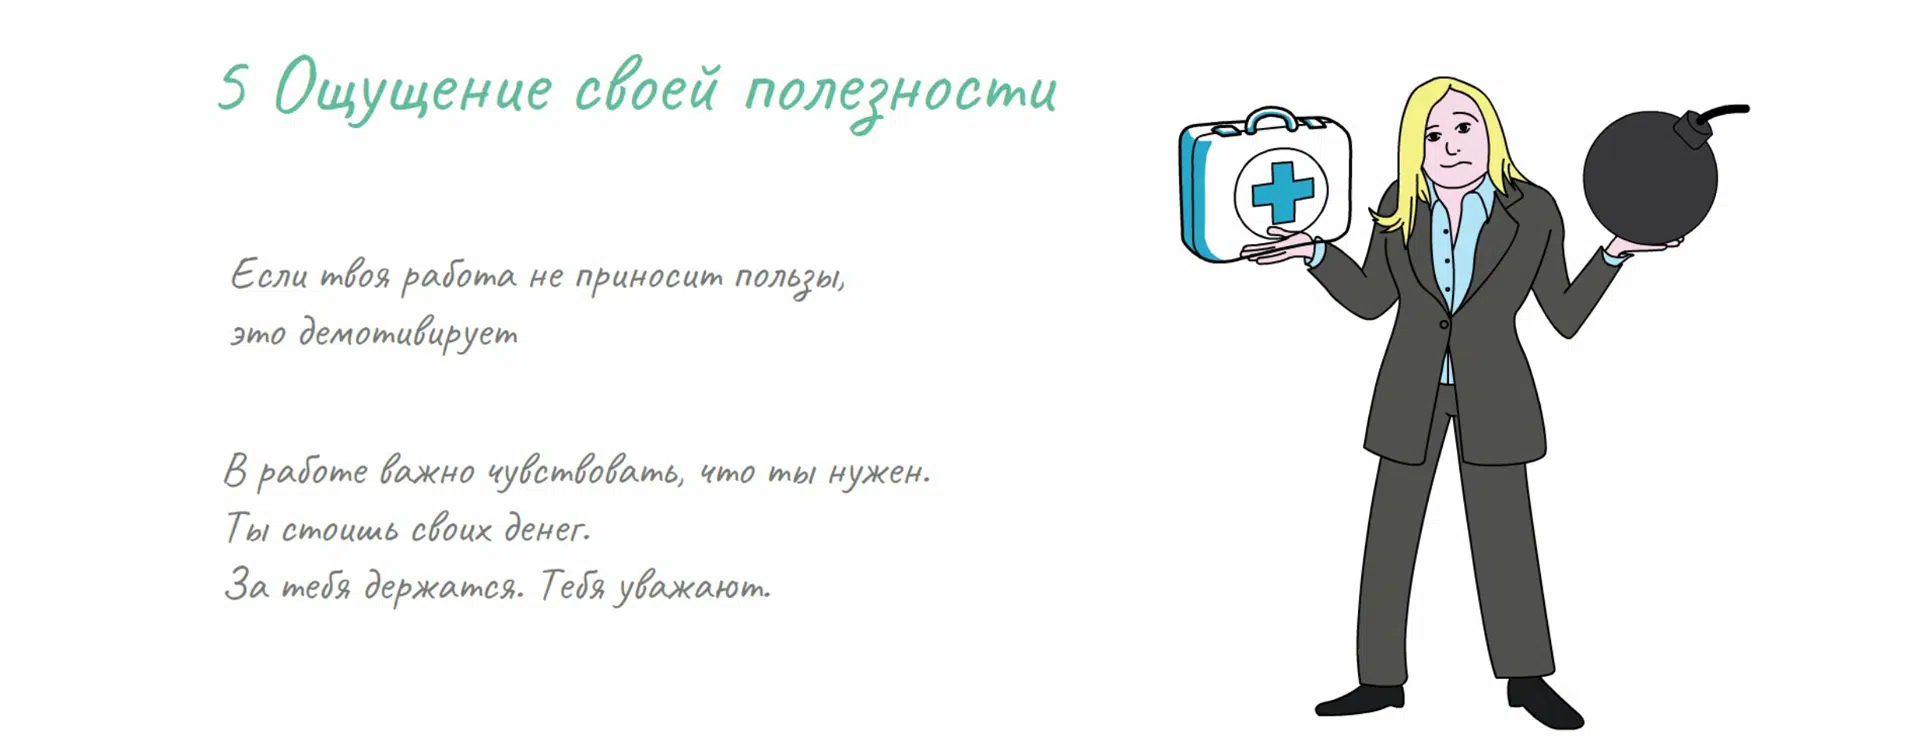 5 Ощущение своей полезности
Если твоя работа не приносит пользы,
это демотивирует
В работе важно чувствовать, что ты нужен.
Ты стоишь своих денег.
За тебя держатся. Тебя уважают.